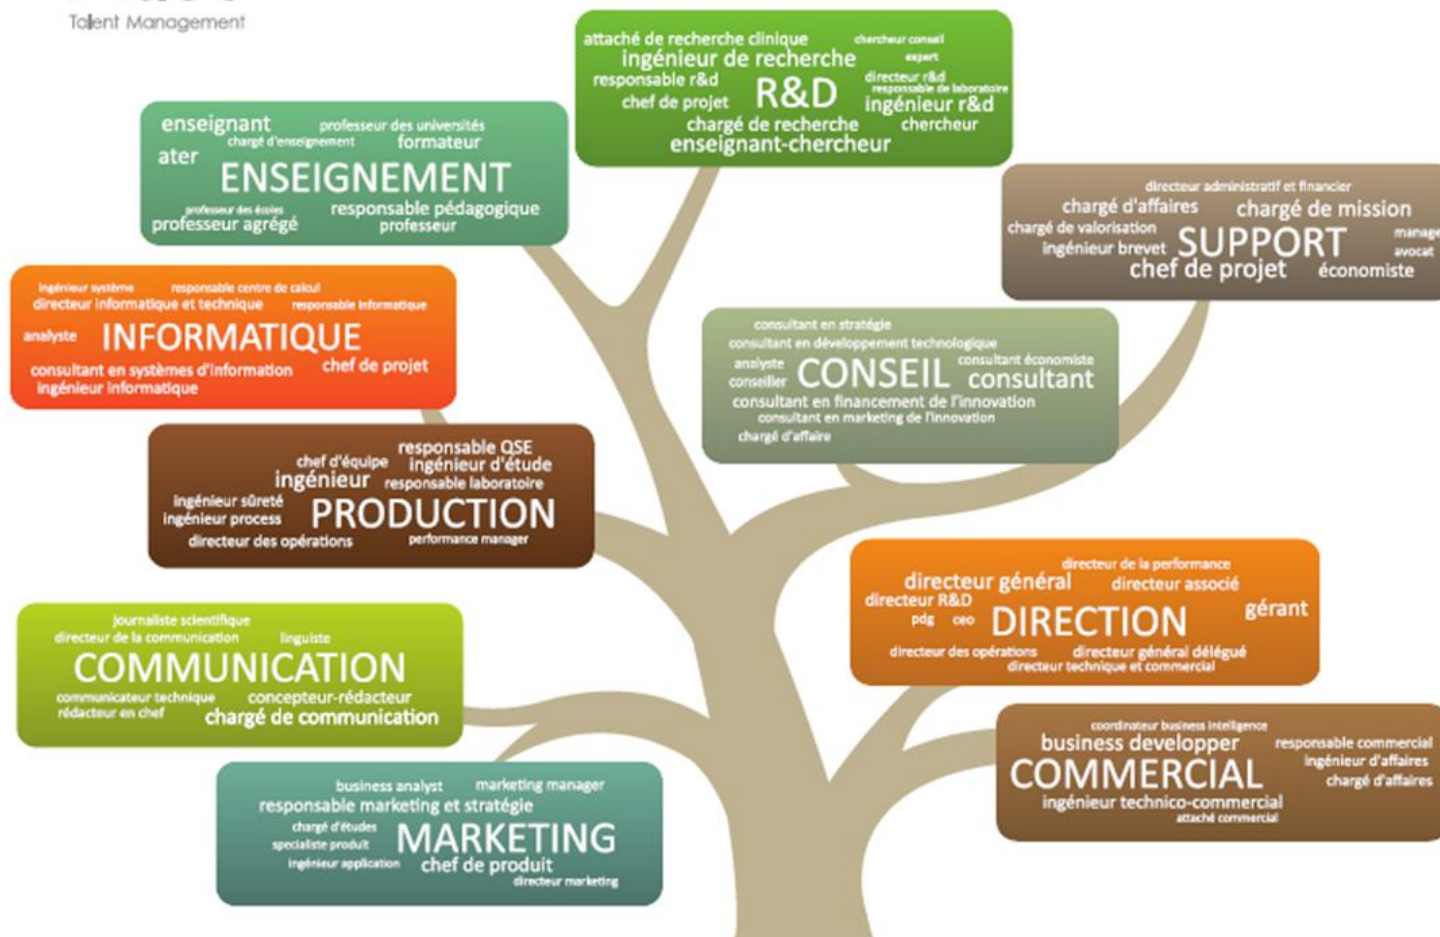 Talent Management
attaché de recherche clinique chercheur conseil
ingénieur de recherche expert
responsable r&d directeur r&d
responsable de laboratoire
chef de projet R&D ingénieur r&d
chargé de recherche chercheur
enseignant-chercheur
enseignant professeur des universités
chargé d'enseignement formateur
ater
ENSEIGNEMENT
professeur des écoles responsable pédagogique
professeur agrégé professeur
directeur administratif et financier
chargé d'affaires chargé de mission
chargé de valorisation manage
ingénieur brevet SUPPORT avocat
chef de projet économiste
ingénieur système responsable centre de calcul
directeur informatique et technique responsable informatique
analyste INFORMATIQUE
consultant en systèmes d'information chef de projet
ingénieur informatique
consultant en stratégie
consultant en développement technologique
analyste consultant économiste
conseiller CONSEIL consultant
consultant en financement de l'innovation
consultant en marketing de l'innovation
chargé d'affaire
responsable QSE
chef d'équipe ingénieur d'étude
ingénieur responsable laboratoire
ingénieur sûreté
ingénieur process PRODUCTION
directeur des opérations performance manager
directeur de la performance
directeur général directeur associé
directeur R&D gérant
pdg ceo DIRECTION
directeur des opérations directeur général délégué
directeur technique et commercial
journaliste scientifique
directeur de la communication linguiste
COMMUNICATION
communicateur technique concepteur-rédacteur
rédacteur en chef chargé de communication
coordinateur business intelligence
business developper responsable commercial
ingénieur d'affaires
COMMERCIAL chargé d'affaires
ingénieur technico-commercial
attaché commercial
business analyst marketing manager
responsable marketing et stratégie
chargé d'études
specialiste produit MARKETING
ingénieur application chef de produit
directeur marketing